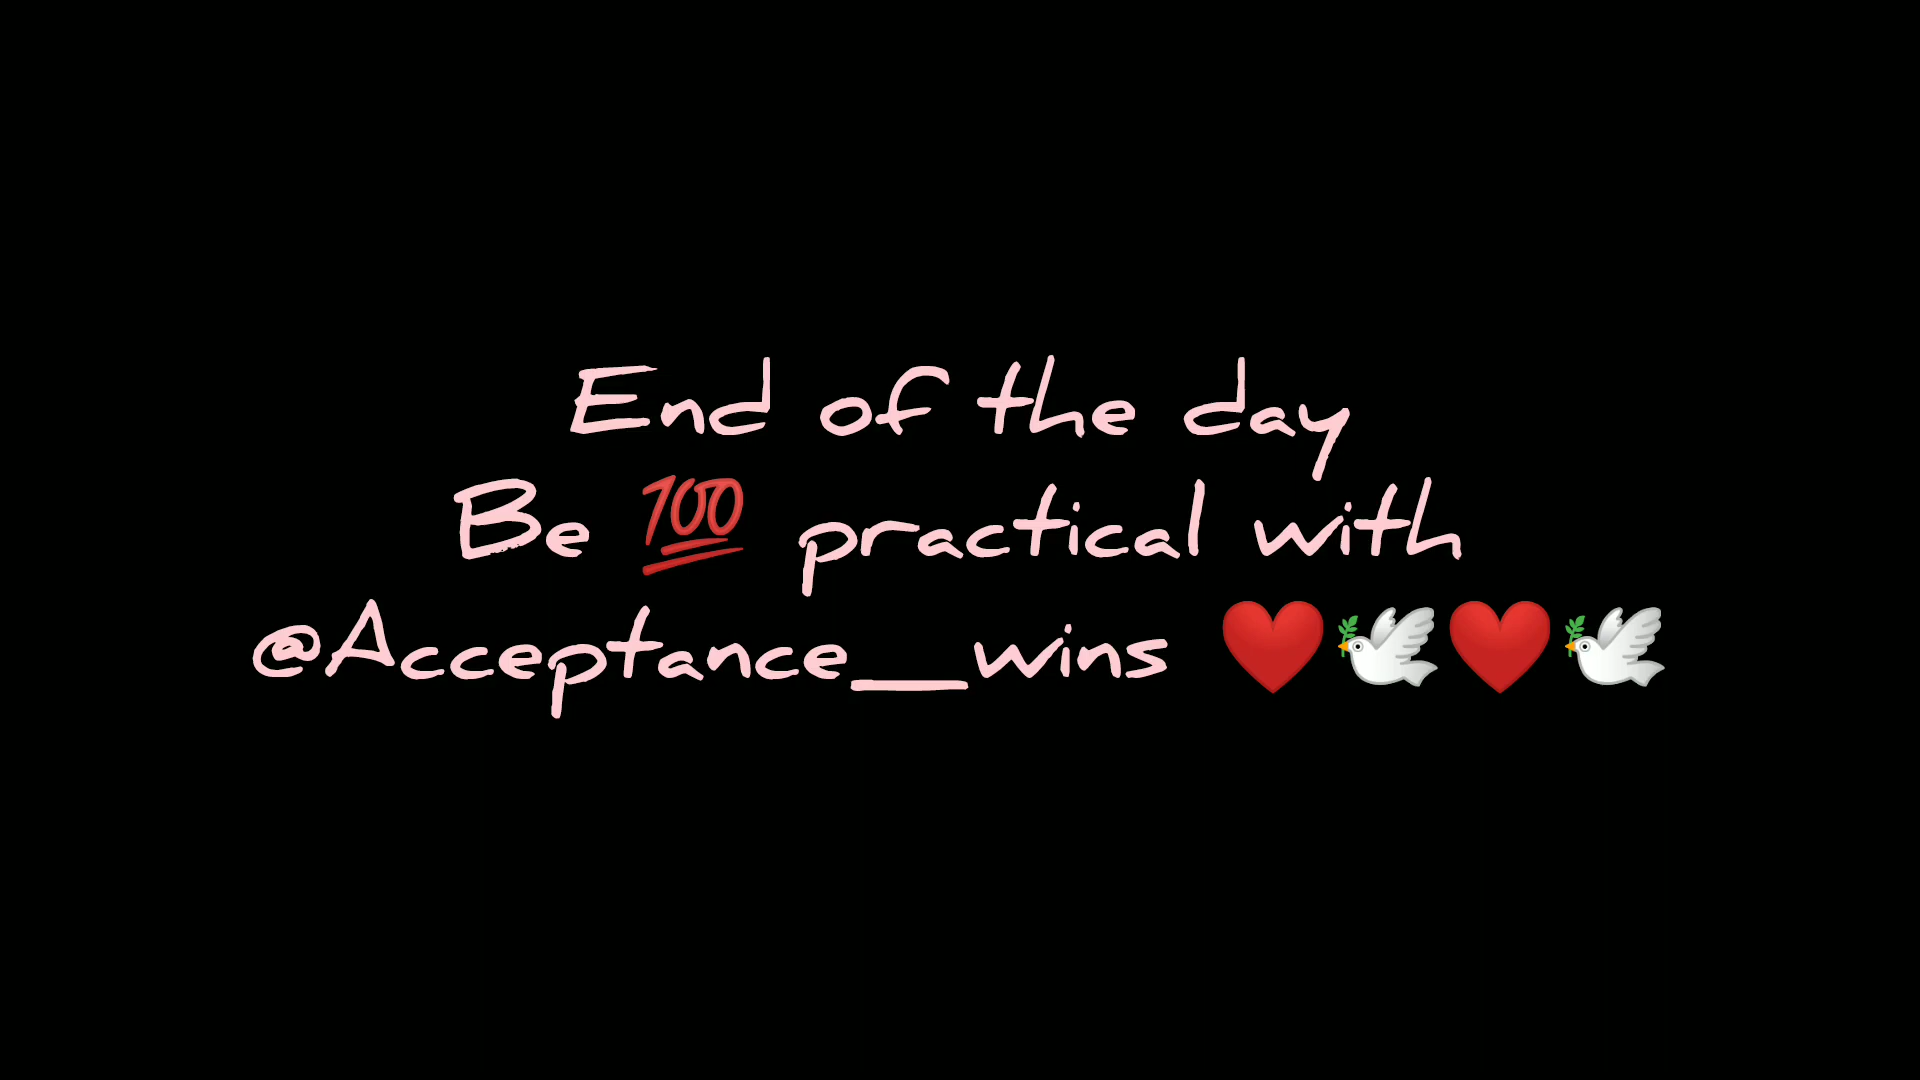 End of the day
Be 💯 practical with
@Acceptance__wins ❤️🕊️❤️🕊️